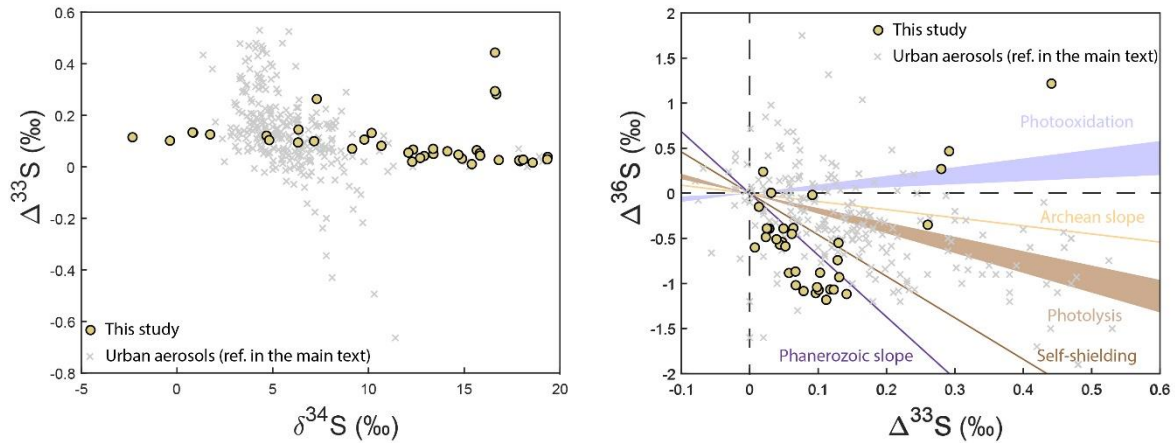 0.6
0.4
0.2
0
-0.2
-0.4
-0.6
-0.8
Δ³³S (‰)
This study
Urban aerosols (ref. in the main text)
-5
0
5
10
15
20
δ³⁴S (‰)
This study
Urban aerosols (ref. in the main text)
1.5
1
0.5
0
-0.5
-1
-1.5
-2
Δ³⁶S (‰)
Photooxidation
Archean slope
Photolysis
Phanerozoic slope
Self-shielding
-0.1
0
0.1
0.2
0.3
0.4
0.5
0.6
Δ³³S (‰)